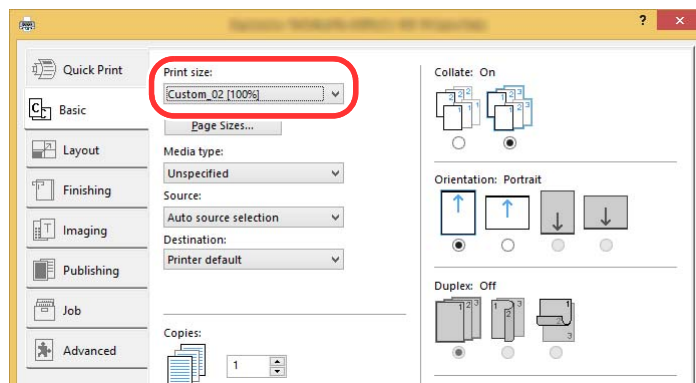 ? x
Quick Print
Basic
Layout
Finishing
Imaging
Publishing
Job
Advanced
Print size:
Custom_02 [100%]
Page Sizes...
Media type:
Unspecified
Source:
Auto source selection
Destination:
Printer default
Copies:
1
Collate: On
Orientation: Portrait
Duplex: Off